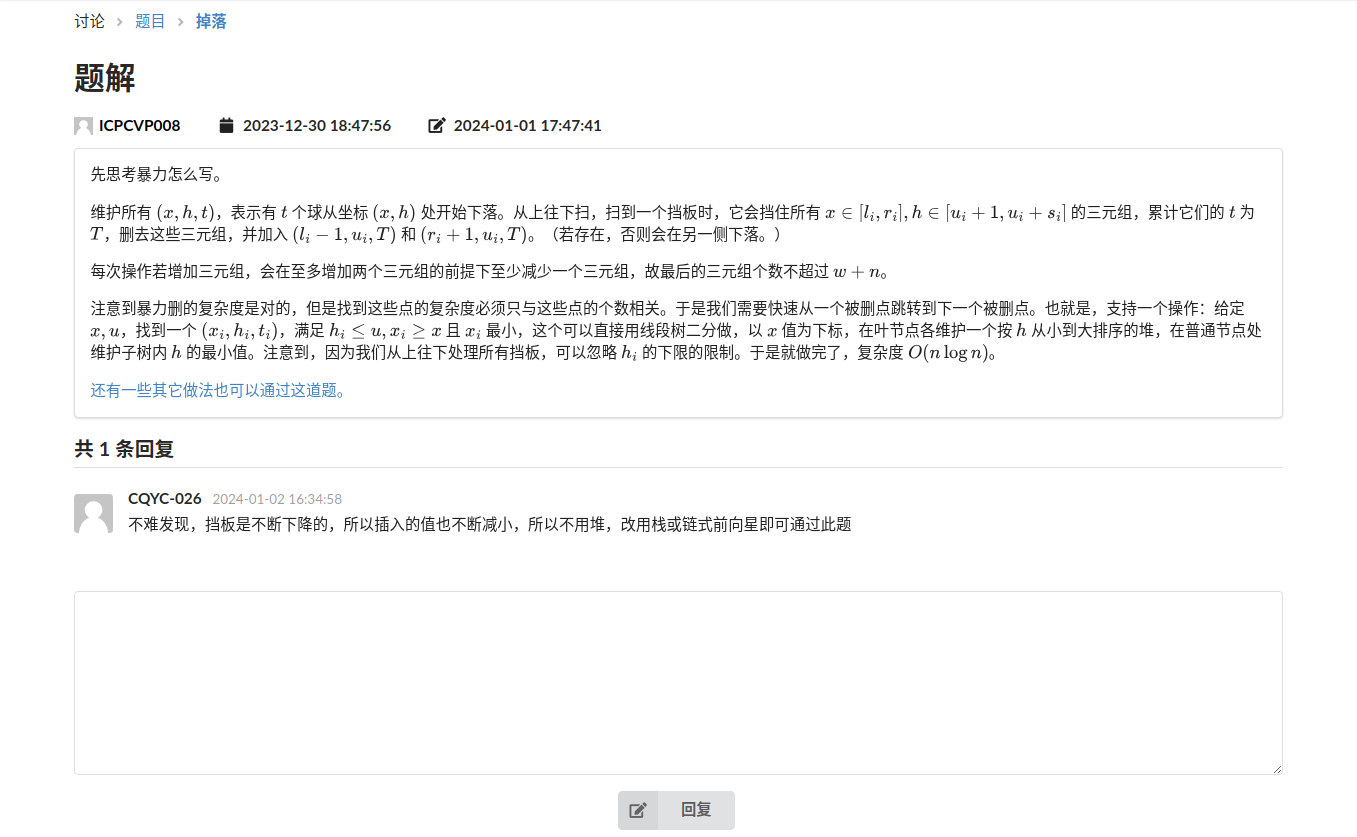 讨论 > 题目 > 掉落
题解
ICPCVP008 2023-12-30 18:47:56 2024-01-01 17:47:41
先思考暴力怎么写。
维护所有 (x, h, t)，表示有 t 个球从坐标 (x, h) 处开始下落。从上往下扫，扫到一个挡板时，它会挡住所有 x ∈ [l_i, r_i], h ∈ [u_i + 1, u_i + s_i] 的三元组，累计它们的 t 为
T，删去这些三元组，并加入 (l_i − 1, u_i, T) 和 (r_i + 1, u_i, T)。（若存在，否则会在另一侧下落。）
每次操作若增加三元组，会在至多增加两个三元组的前提下至少减少一个三元组，故最后的三元组个数不超过 w + n。
注意到暴力删的复杂度是对的，但是找到这些点的复杂度必须只与这些点的个数相关。于是我们需要快速从一个被删点跳转到下一个被删点。也就是，支持一个操作：给定
x, u，找到一个 (x_i, h_i, t_i)，满足 h_i ≤ u, x_i ≥ x 且 x_i 最小，这个可以直接用线段树二分做，以 x 值为下标，在叶节点各维护一个按 h 从小到大排序的堆，在普通节点处
维护子树内 h 的最小值。注意到，因为我们从上往下处理所有挡板，可以忽略 h_i 的下限的限制。于是就做完了，复杂度 O(n log n)。
还有一些其它做法也可以通过这道题。
共 1 条回复
CQYC-026 2024-01-02 16:34:58
不难发现，挡板是不断下降的，所以插入的值也不断减小，所以不用堆，改用栈或链式前向星即可通过此题
回复